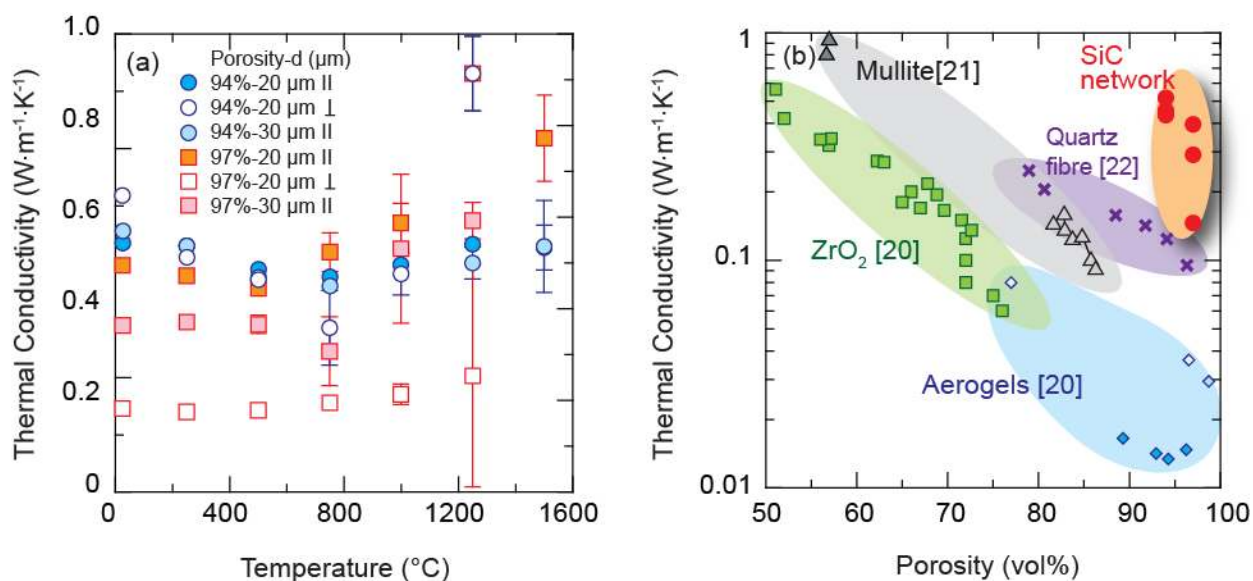 (a)
Porosity-d (µm)
94%-20 µm II
94%-20 µm ⊥
94%-30 µm II
97%-20 µm II
97%-20 µm ⊥
97%-30 µm II
1.0
0.8
0.6
0.4
0.2
0
0
400
800
1200
1600
Thermal Conductivity (W·m⁻¹·K⁻¹)
Temperature (°C)
(b)
Mullite[21]
SiC
network
Quartz
fibre [22]
ZrO₂ [20]
Aerogels [20]
1
0.1
0.01
50
60
70
80
90
100
Thermal Conductivity (W·m⁻¹·K⁻¹)
Porosity (vol%)